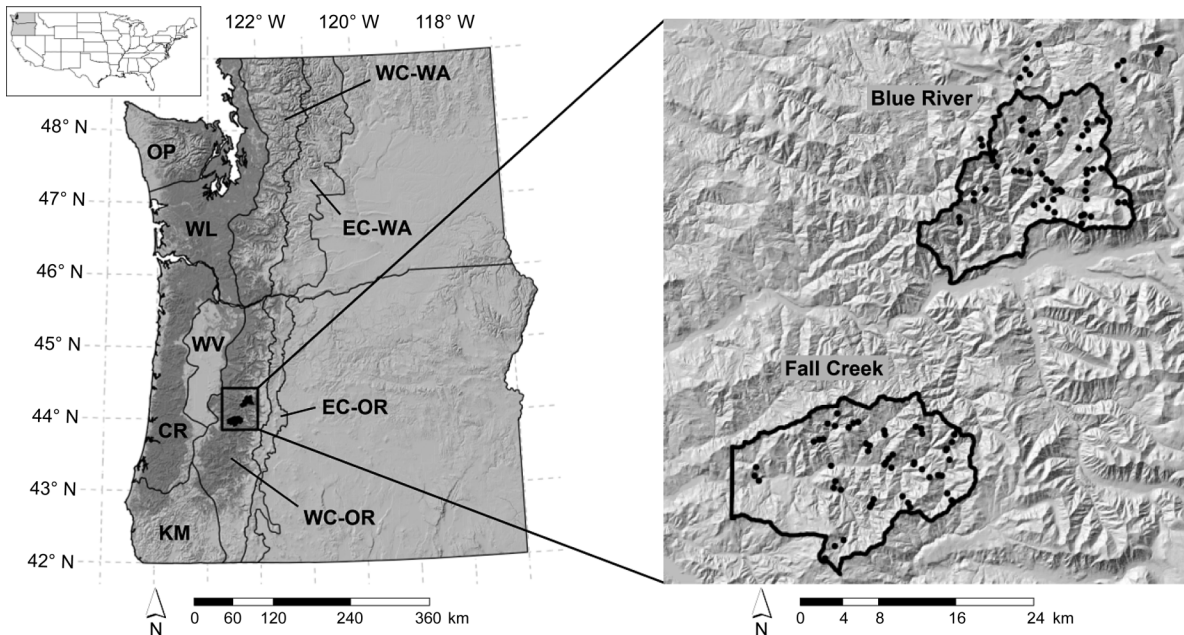 122° W
120° W
118° W
48° N
47° N
46° N
45° N
44° N
43° N
42° N
WC-WA
OP
WL
EC-WA
WV
EC-OR
CR
WC-OR
KM
N
0 60 120 240 360 km
Blue River
Fall Creek
N
0 4 8 16 24 km